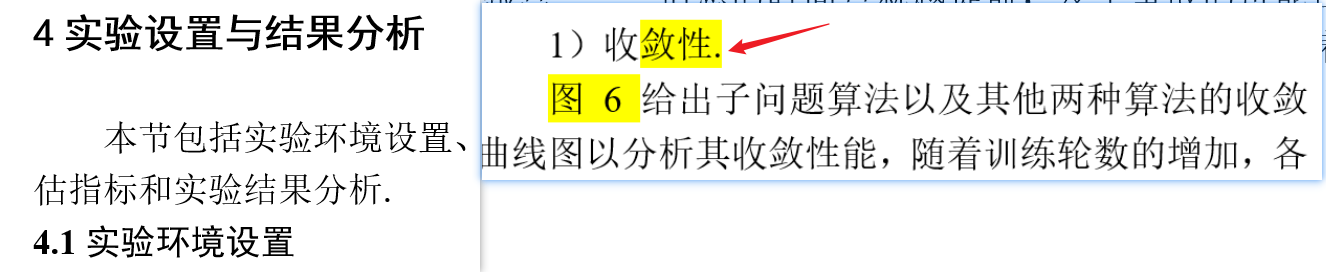 4 实验设置与结果分析
本节包括实验环境设置、
估指标和实验结果分析.
4.1 实验环境设置
1）收敛性.
图 6 给出子问题算法以及其他两种算法的收敛
曲线图以分析其收敛性能，随着训练轮数的增加，各